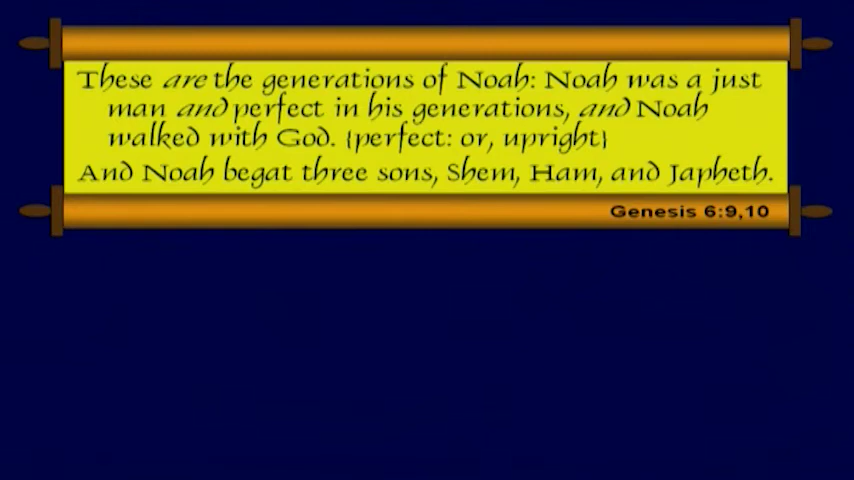 These are the generations of Noah: Noah was a just
man and perfect in his generations, and Noah
walked with God. {perfect: or, upright}
And Noah begat three sons, Shem, Ham, and Japheth.
Genesis 6:9,10